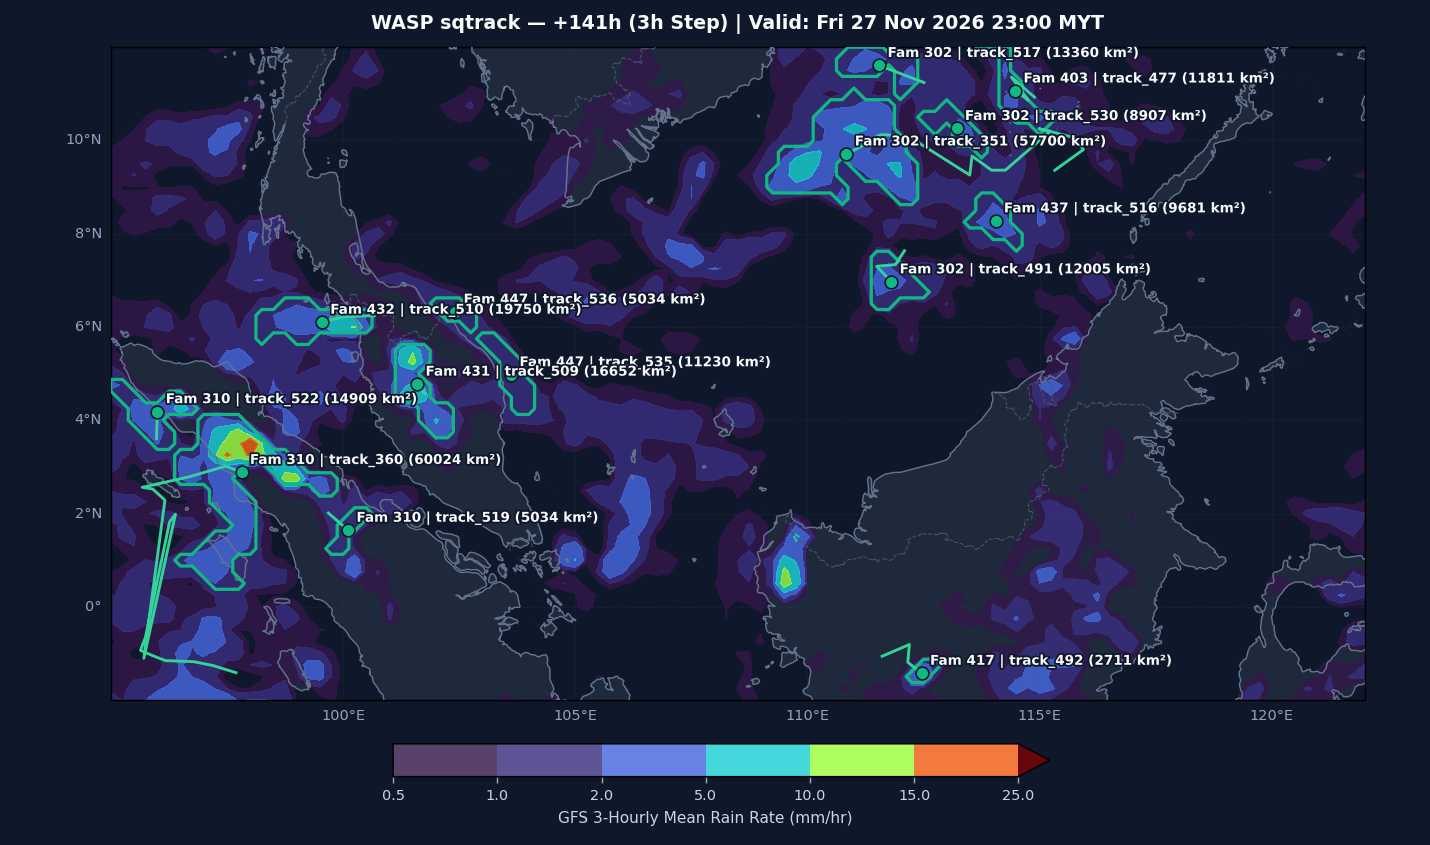 WASP sqtrack — +141h (3h Step) | Valid: Fri 27 Nov 2026 23:00 MYT
Fam 302 | track_517 (13360 km²)
Fam 403 | track_477 (11811 km²)
Fam 302 | track_530 (8907 km²)
Fam 302 | track_351 (57700 km²)
Fam 437 | track_516 (9681 km²)
Fam 302 | track_491 (12005 km²)
Fam 447 | track_536 (5034 km²)
Fam 432 | track_510 (19750 km²)
Fam 447 | track_535 (11230 km²)
Fam 431 | track_509 (16652 km²)
Fam 310 | track_522 (14909 km²)
Fam 310 | track_360 (60024 km²)
Fam 310 | track_519 (5034 km²)
Fam 417 | track_492 (2711 km²)
10°N
8°N
6°N
4°N
2°N
0°
100°E 105°E 110°E 115°E 120°E
0.5 1.0 2.0 5.0 10.0 15.0 25.0
GFS 3-Hourly Mean Rain Rate (mm/hr)